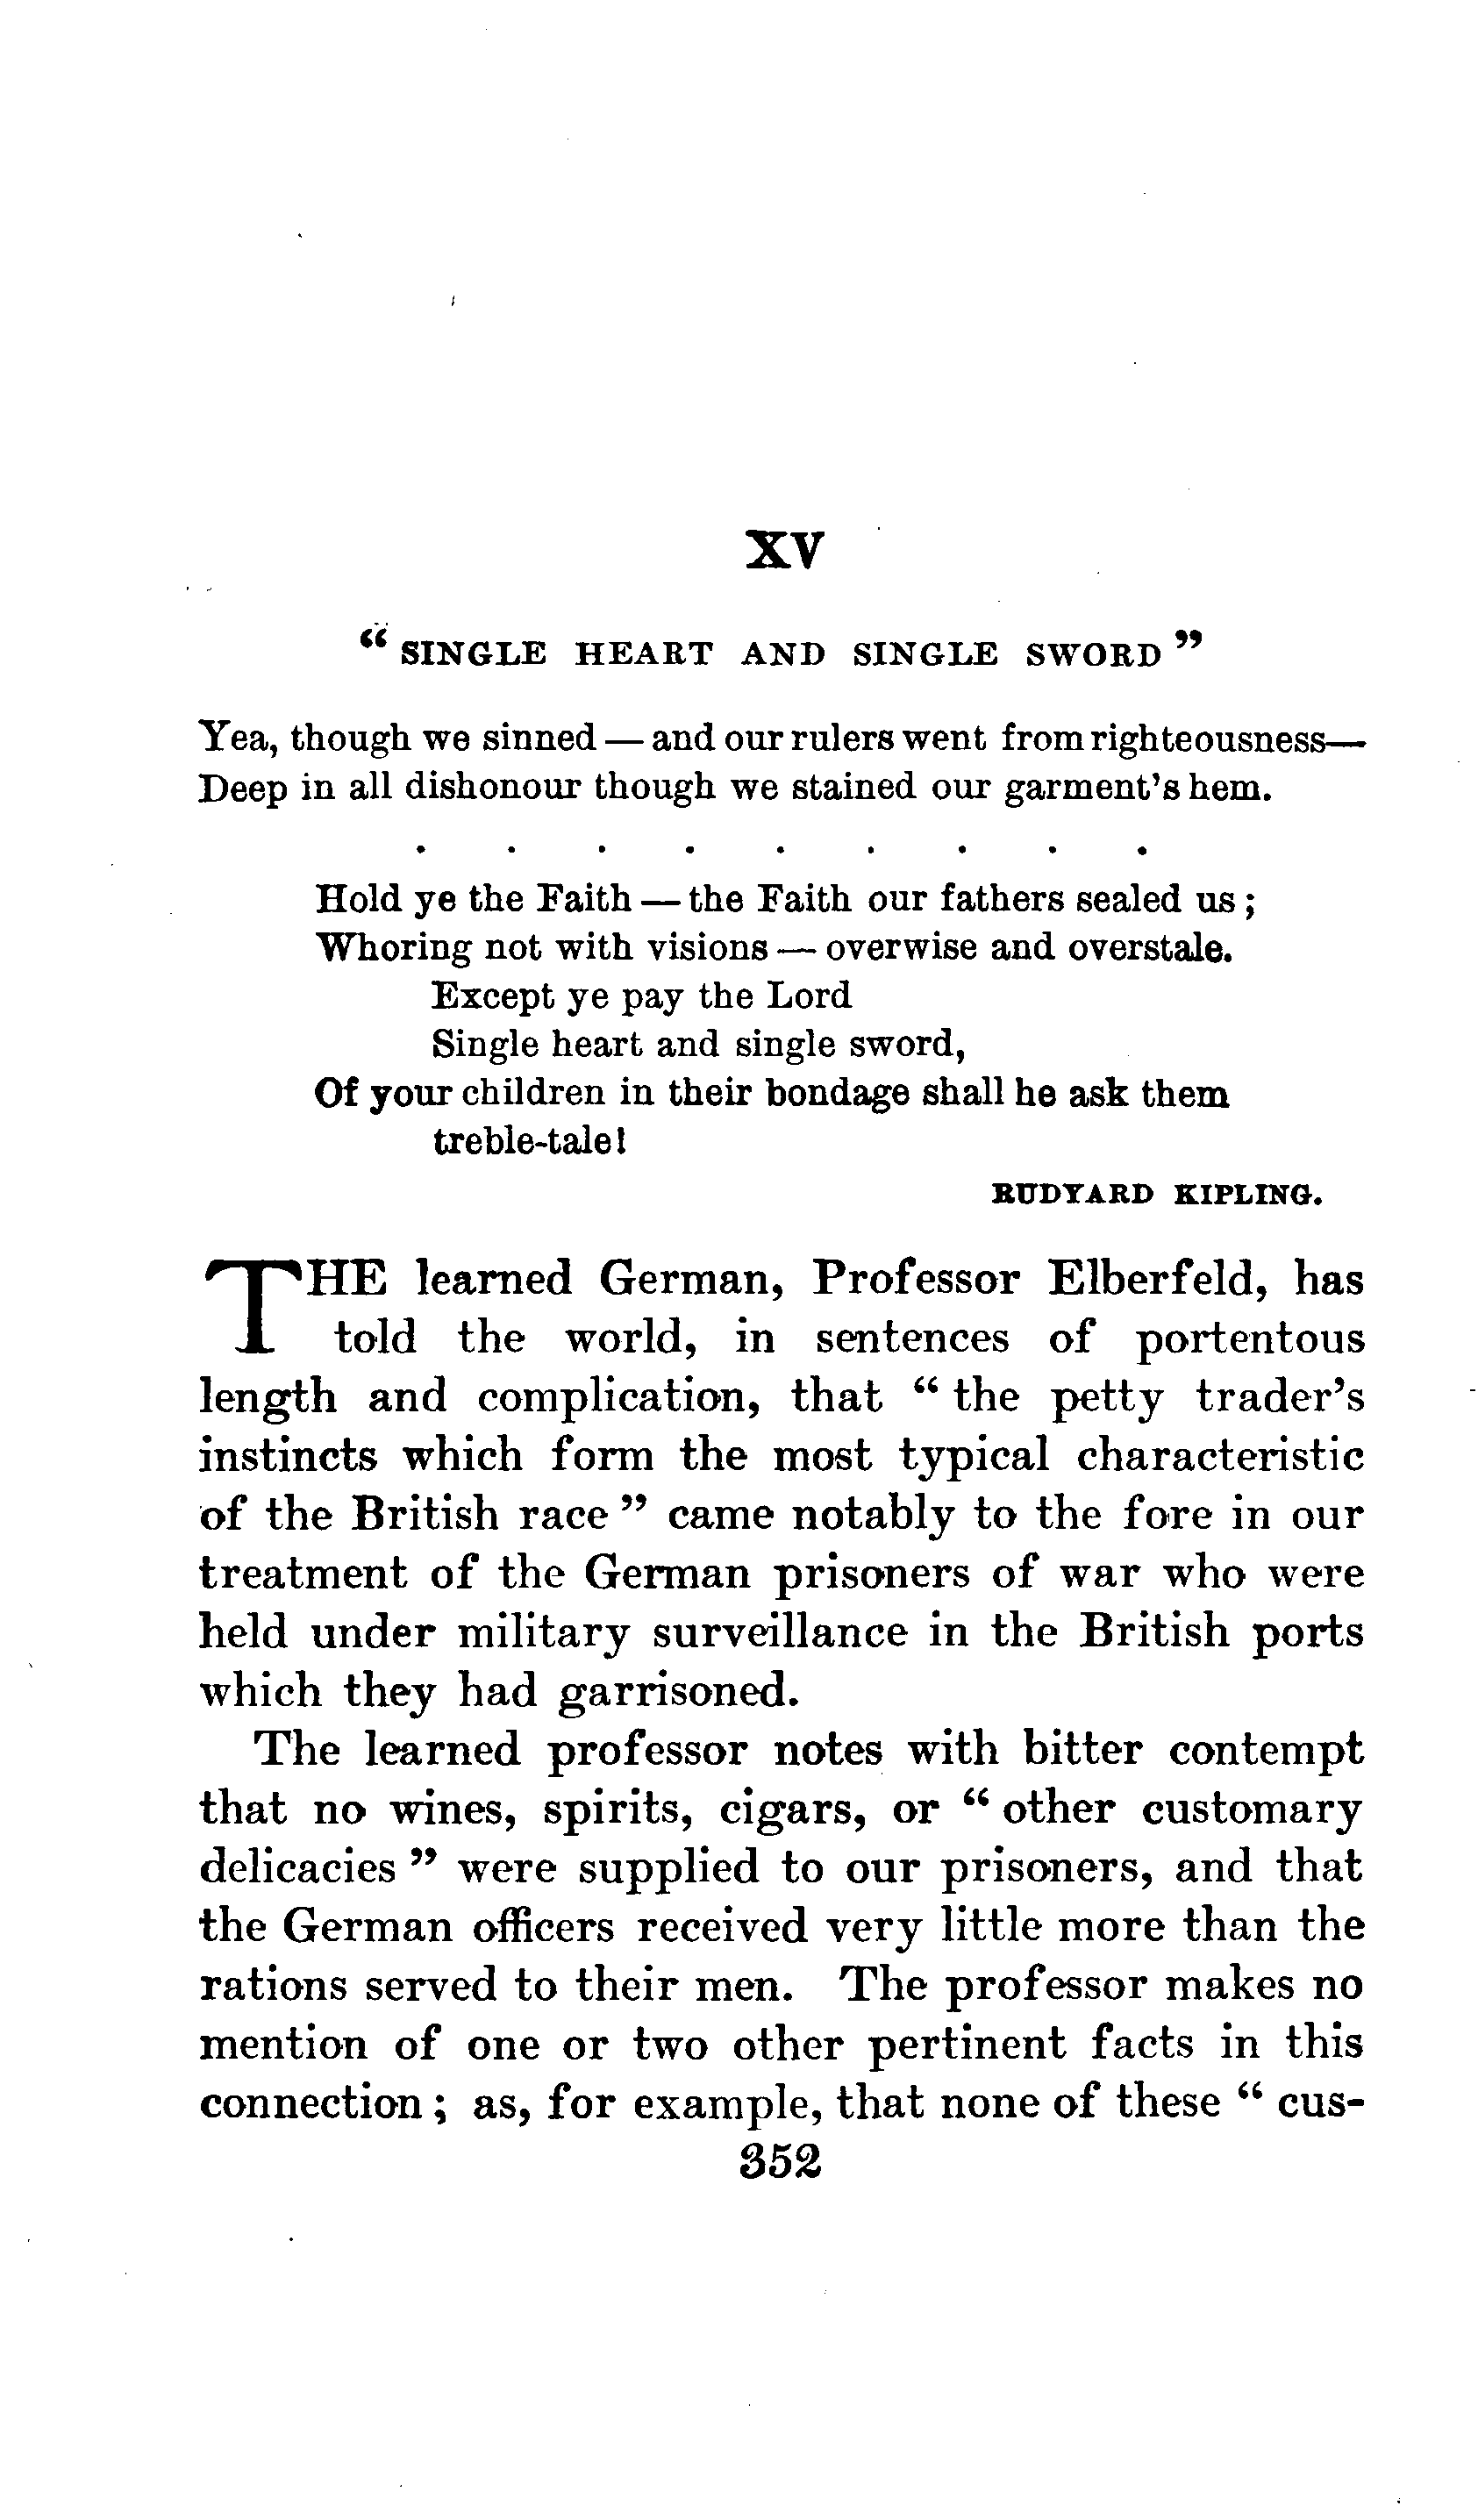 XV
“ SINGLE HEART AND SINGLE SWORD ”
Yea, though we sinned — and our rulers went from righteousness—
Deep in all dishonour though we stained our garment's hem.
. . . . . . . . .
Hold ye the Faith — the Faith our fathers sealed us ;
Whoring not with visions — overwise and overstale.
Except ye pay the Lord
Single heart and single sword,
Of your children in their bondage shall he ask them
treble-tale!
RUDYARD KIPLING.
THE learned German, Professor Elberfeld, has
told the world, in sentences of portentous
length and complication, that “ the petty trader's
instincts which form the most typical characteristic
of the British race ” came notably to the fore in our
treatment of the German prisoners of war who were
held under military surveillance in the British ports
which they had garrisoned.
The learned professor notes with bitter contempt
that no wines, spirits, cigars, or “ other customary
delicacies ” were supplied to our prisoners, and that
the German officers received very little more than the
rations served to their men. The professor makes no
mention of one or two other pertinent facts in this
connection ; as, for example, that none of these “ cus-
352